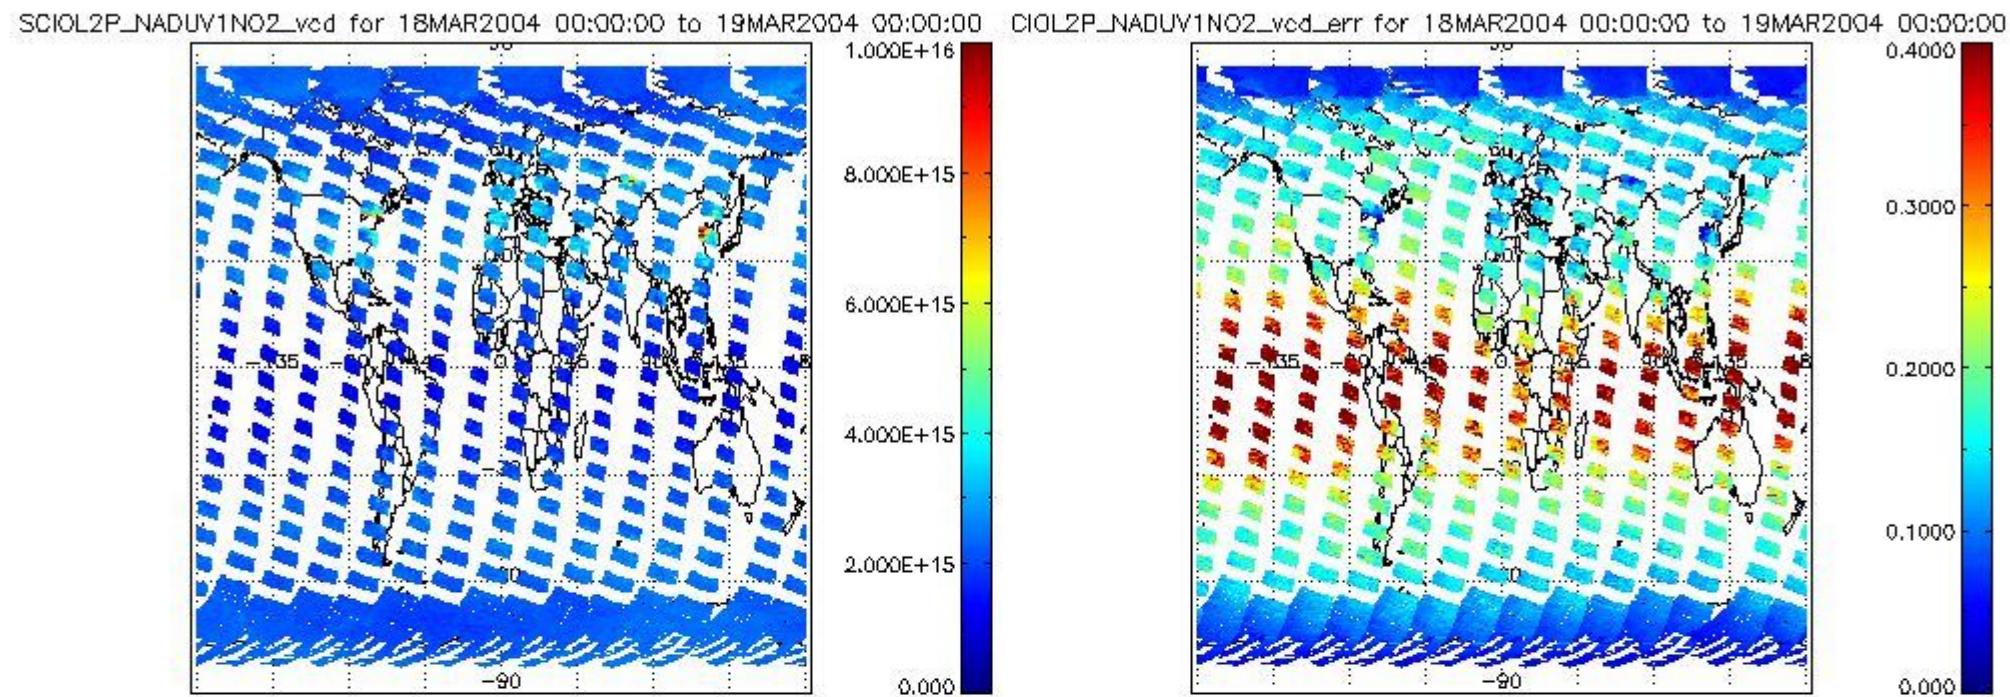 SCIOL2P_NADUV1NO2_vcd for 18MAR2004 00:00:00 to 19MAR2004 00:00:00
1.000E+16
8.000E+15
6.000E+15
4.000E+15
2.000E+15
0.000
0
-90
CIOL2P_NADUV1NO2_vcd_err for 18MAR2004 00:00:00 to 19MAR2004 00:00:00
0.4000
0.3000
0.2000
0.1000
0.000
0
-90